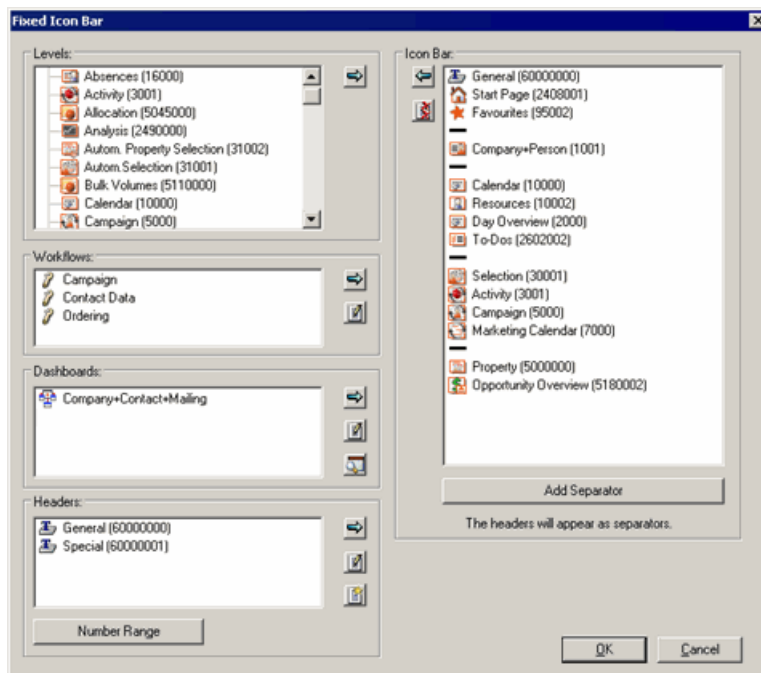 Fixed Icon Bar
Levels:
Absences (16000)
Activity (3001)
Allocation (5045000)
Analysis (2490000)
Autom. Property Selection (31002)
Autom.Selection (31001)
Bulk Volumes (5110000)
Calendar (10000)
Campaign (5000)
Workflows:
Campaign
Contact Data
Ordering
Dashboards:
Company+Contact+Mailing
Headers:
General (60000000)
Special (60000001)
Number Range
Icon Bar:
General (60000000)
Start Page (2408001)
Favourites (95002)
Company+Person (1001)
Calendar (10000)
Resources (10002)
Day Overview (2000)
To-Dos (2602002)
Selection (30001)
Activity (3001)
Campaign (5000)
Marketing Calendar (7000)
Property (5000000)
Opportunity Overview (5180002)
Add Separator
The headers will appear as separators.
OK
Cancel